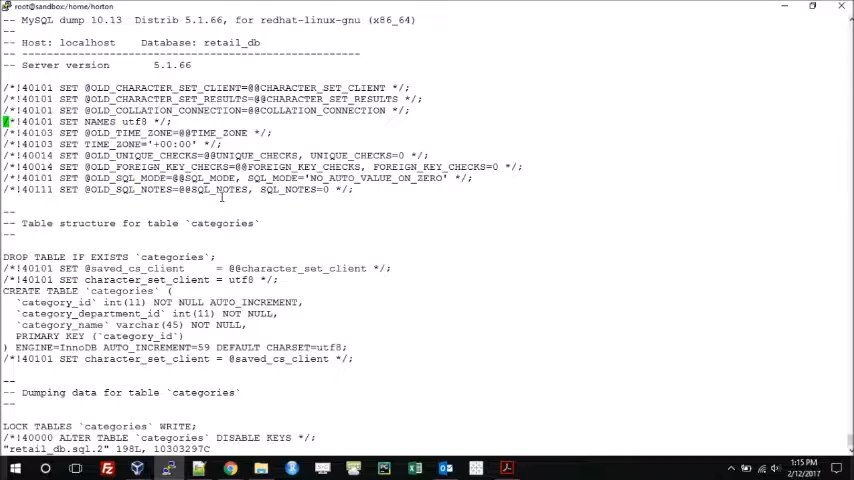 root@sandbox:/home/horton
-- MySQL dump 10.13  Distrib 5.1.66, for redhat-linux-gnu (x86_64)
--
-- Host: localhost    Database: retail_db
-- ------------------------------------------------------
-- Server version       5.1.66

/*!40101 SET @OLD_CHARACTER_SET_CLIENT=@@CHARACTER_SET_CLIENT */;
/*!40101 SET @OLD_CHARACTER_SET_RESULTS=@@CHARACTER_SET_RESULTS */;
/*!40101 SET @OLD_COLLATION_CONNECTION=@@COLLATION_CONNECTION */;
/*!40101 SET NAMES utf8 */;
/*!40103 SET @OLD_TIME_ZONE=@@TIME_ZONE */;
/*!40103 SET TIME_ZONE='+00:00' */;
/*!40014 SET @OLD_UNIQUE_CHECKS=@@UNIQUE_CHECKS, UNIQUE_CHECKS=0 */;
/*!40014 SET @OLD_FOREIGN_KEY_CHECKS=@@FOREIGN_KEY_CHECKS, FOREIGN_KEY_CHECKS=0 */;
/*!40101 SET @OLD_SQL_MODE=@@SQL_MODE, SQL_MODE='NO_AUTO_VALUE_ON_ZERO' */;
/*!40111 SET @OLD_SQL_NOTES=@@SQL_NOTES, SQL_NOTES=0 */;

--
-- Table structure for table `categories`
--

DROP TABLE IF EXISTS `categories`;
/*!40101 SET @saved_cs_client     = @@character_set_client */;
/*!40101 SET character_set_client = utf8 */;
CREATE TABLE `categories` (
  `category_id` int(11) NOT NULL AUTO_INCREMENT,
  `category_department_id` int(11) NOT NULL,
  `category_name` varchar(45) NOT NULL,
  PRIMARY KEY (`category_id`)
) ENGINE=InnoDB AUTO_INCREMENT=59 DEFAULT CHARSET=utf8;
/*!40101 SET character_set_client = @saved_cs_client */;

--
-- Dumping data for table `categories`
--

LOCK TABLES `categories` WRITE;
/*!40000 ALTER TABLE `categories` DISABLE KEYS */;
"retail_db.sql.2" 198L, 10303297C
1:15 PM
2/12/2017